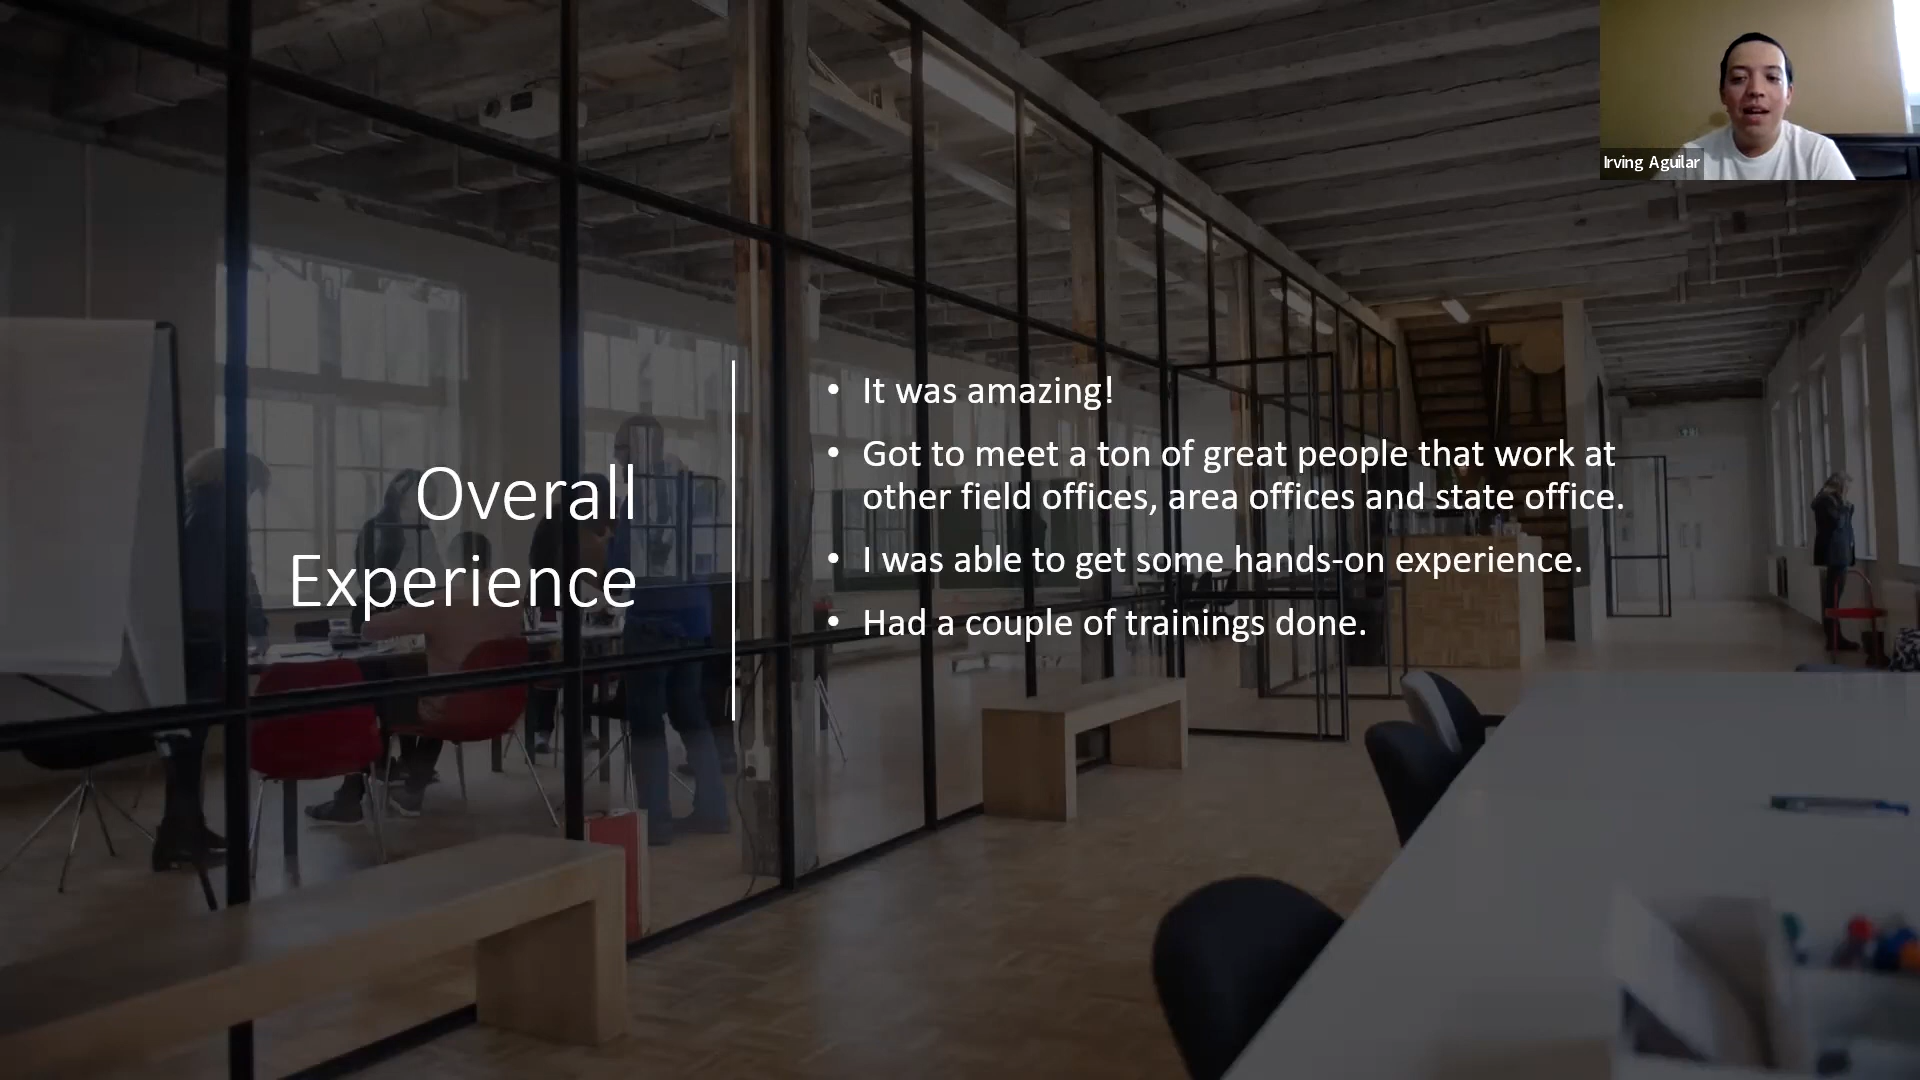 Irving Aguilar
Overall
Experience
• It was amazing!
• Got to meet a ton of great people that work at
other field offices, area offices and state office.
• I was able to get some hands-on experience.
• Had a couple of trainings done.